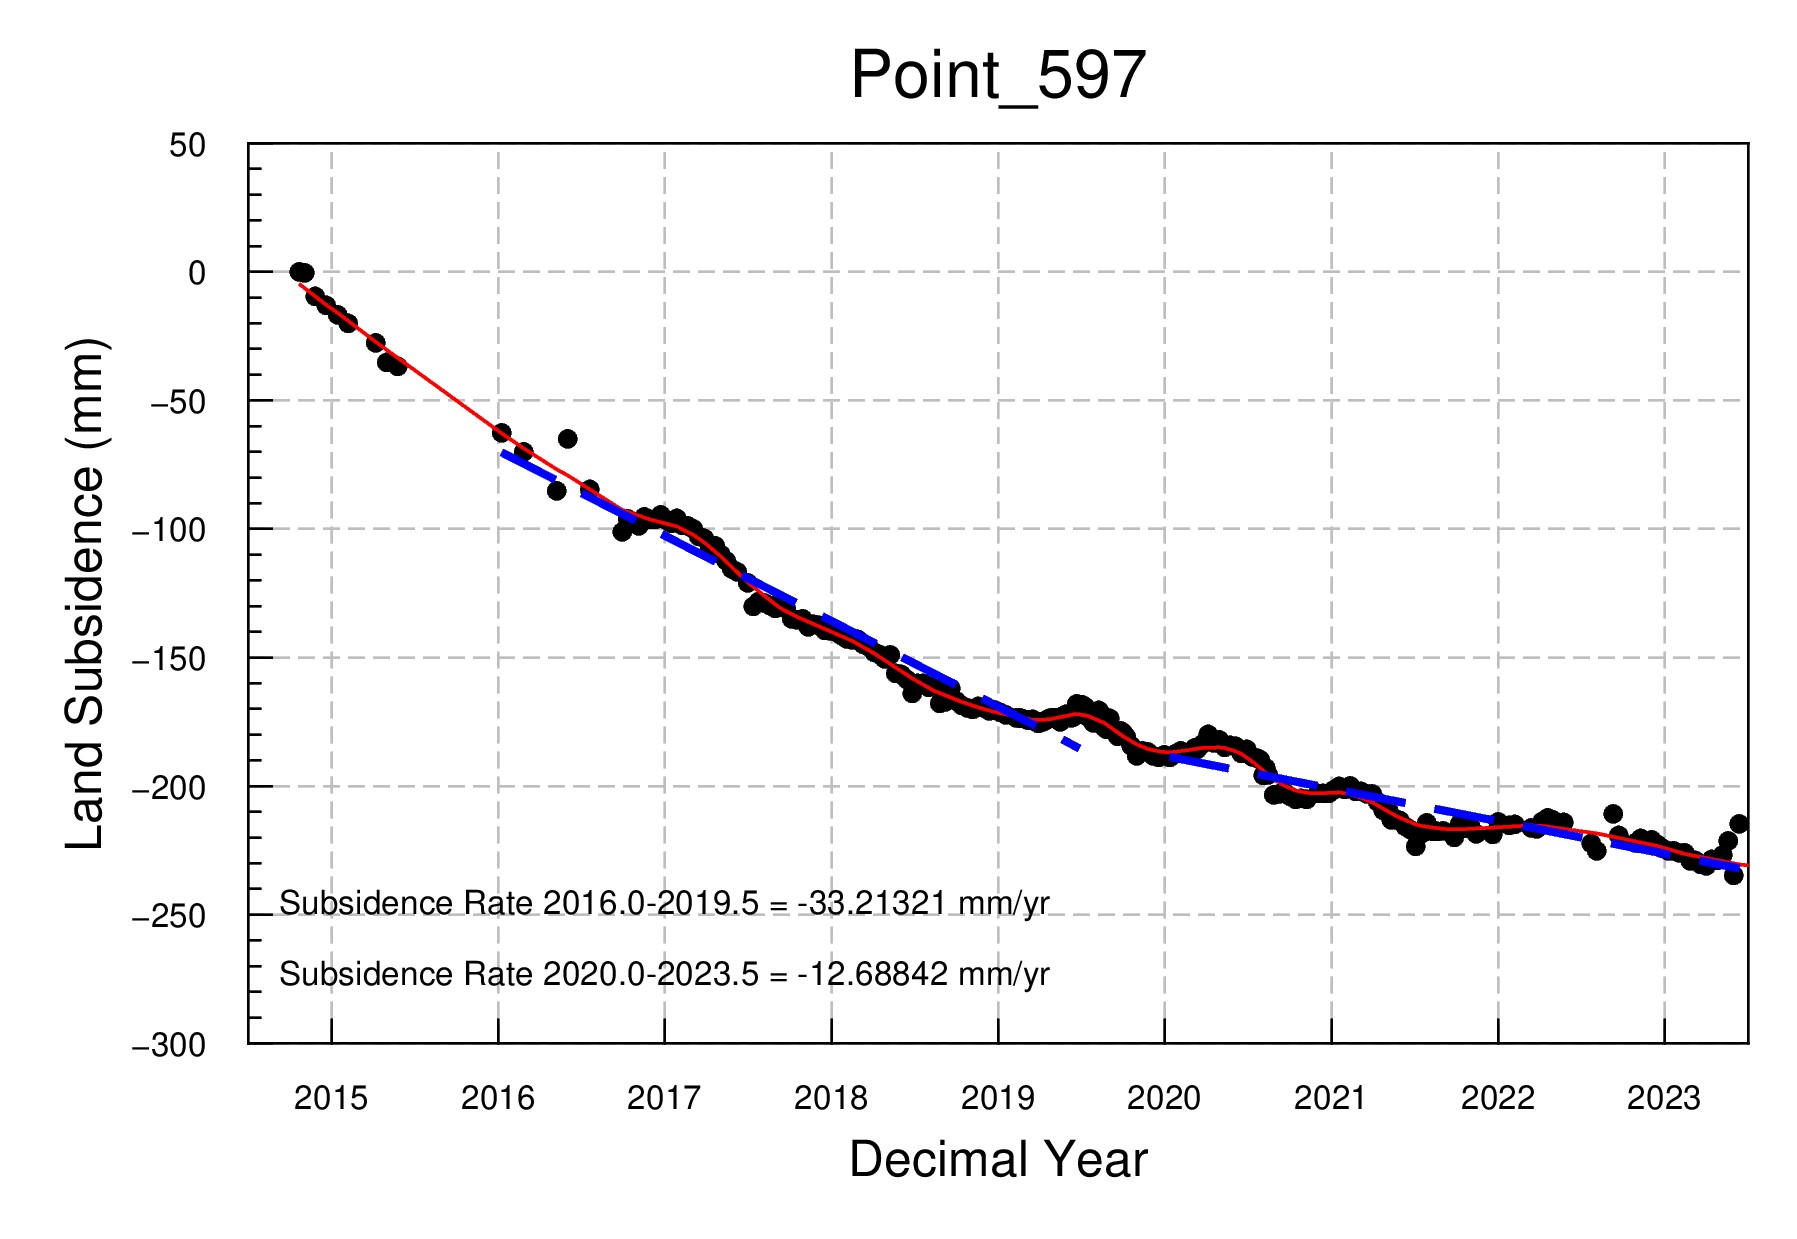 Point_597
50
0
−50
−100
−150
−200
−250
−300
Land Subsidence (mm)
Subsidence Rate 2016.0-2019.5 = -33.21321 mm/yr
Subsidence Rate 2020.0-2023.5 = -12.68842 mm/yr
2015 2016 2017 2018 2019 2020 2021 2022 2023
Decimal Year